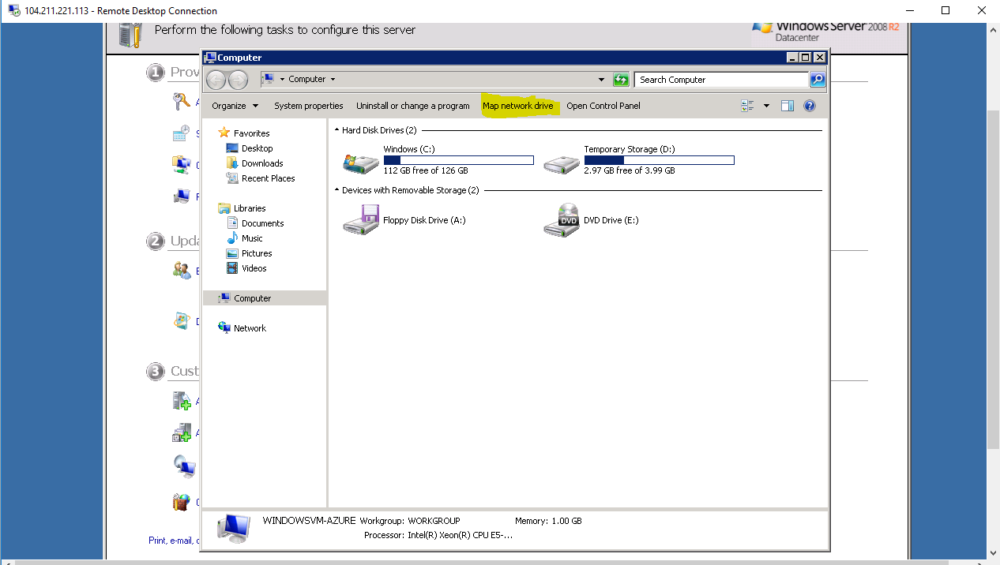 104.211.221.113 - Remote Desktop Connection
Perform the following tasks to configure this server
Windows Server 2008 R2
Datacenter
Computer
Computer
Search Computer
Organize System properties Uninstall or change a program Map network drive Open Control Panel
1 Prov
2 Upda
3 Cust
Print, e-mail,
Favorites
Desktop
Downloads
Recent Places
Libraries
Documents
Music
Pictures
Videos
Computer
Network
Hard Disk Drives (2)
Windows (C:)
112 GB free of 126 GB
Temporary Storage (D:)
2.97 GB free of 3.99 GB
Devices with Removable Storage (2)
Floppy Disk Drive (A:)
DVD
DVD Drive (E:)
WINDOWSVM-AZURE Workgroup: WORKGROUP Memory: 1.00 GB
Processor: Intel(R) Xeon(R) CPU E5-...